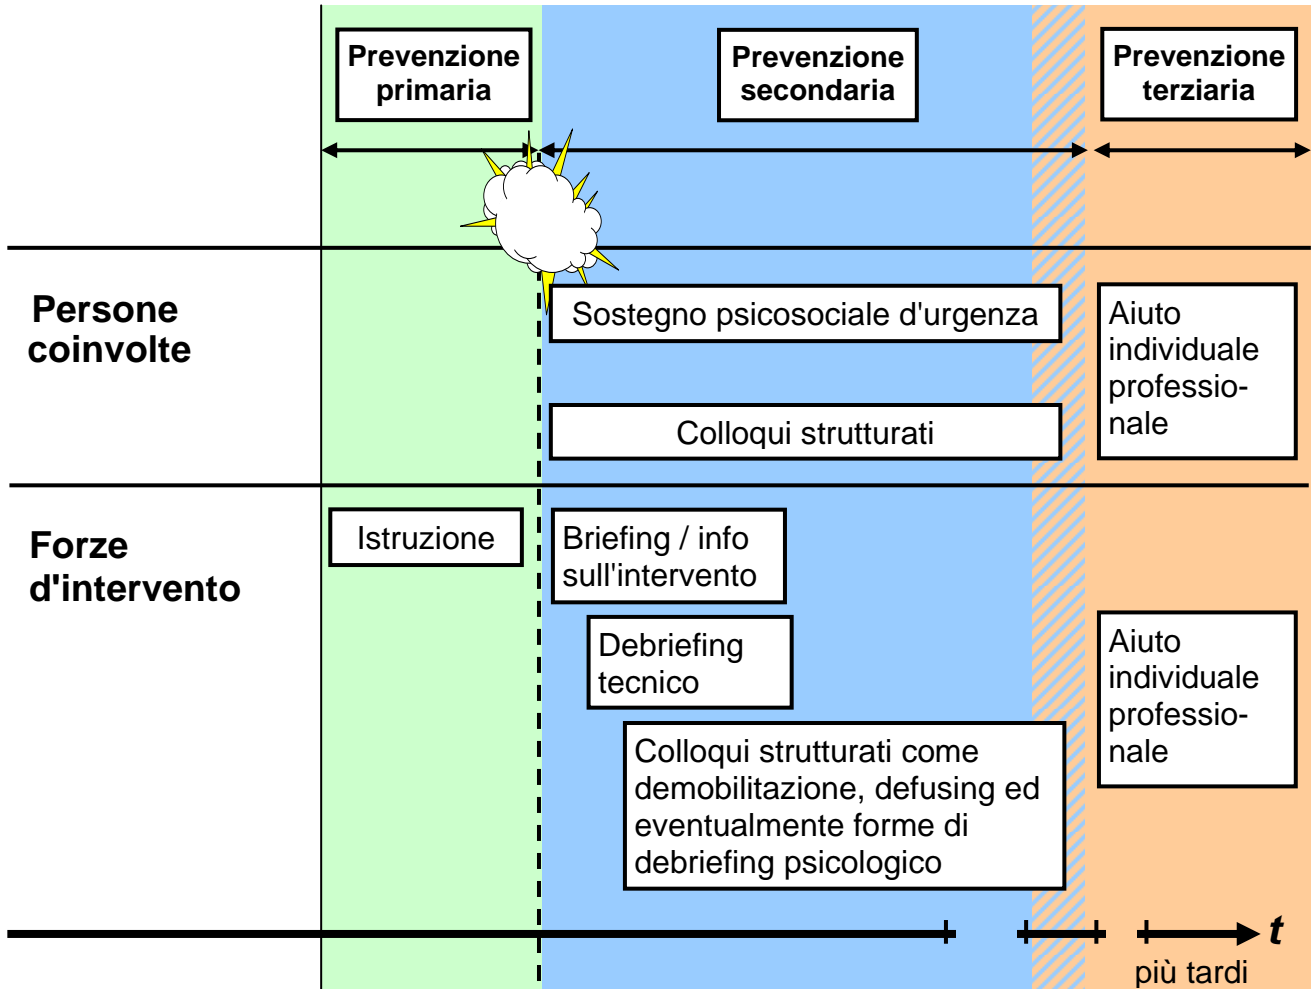 Prevenzione
primaria
Prevenzione
secondaria
Prevenzione
terziaria
Persone
coinvolte
Sostegno psicosociale d'urgenza
Colloqui strutturati
Aiuto
individuale
professio-
nale
Forze
d'intervento
Istruzione
Briefing / info
sull'intervento
Debriefing
tecnico
Colloqui strutturati come
demobilitazione, defusing ed
eventualmente forme di
debriefing psicologico
Aiuto
individuale
professio-
nale
t
più tardi